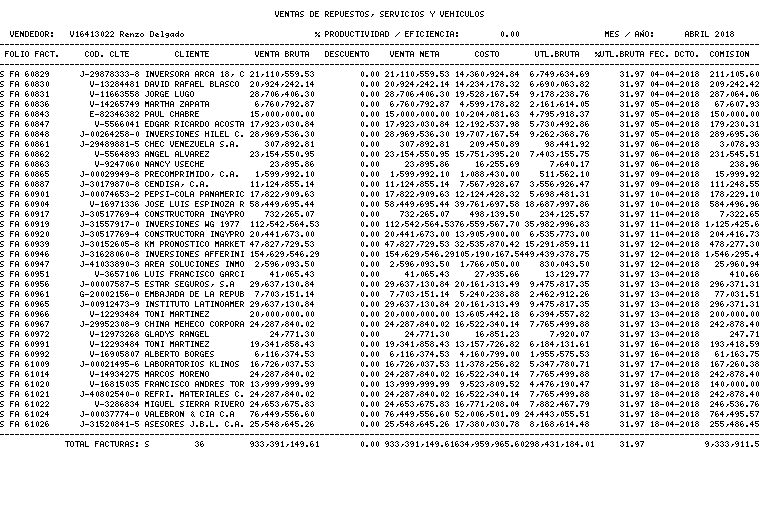 VENTAS DE REPUESTOS, SERVICIOS Y VEHICULOS
VENDEDOR: V16413022 Renzo Delgado % PRODUCTIVIDAD / EFICIENCIA: 0.00 MES / AÑO: ABRIL 2018
FOLIO FACT. COD. CLTE CLIENTE VENTA BRUTA DESCUENTO VENTA NETA COSTO UTL.BRUTA %UTL.BRUTA FEC. DCTO. COMISION
S FA 60829 J-29878333-8 INVERSORA ARCA 18, C 21,110,559.53 0.00 21,110,559.53 14,360,924.84 6,749,634.69 31.97 04-04-2018 211,105.60
S FA 60830 V-13284481 DAVID RAFAEL BLASCO 20,924,242.14 0.00 20,924,242.14 14,234,178.32 6,690,063.82 31.97 04-04-2018 209,242.42
S FA 60831 V-11663558 JORGE LUGO 28,706,406.30 0.00 28,706,406.30 19,528,167.54 9,178,238.76 31.97 04-04-2018 287,064.06
S FA 60836 V-14265749 MARTHA ZAPATA 6,760,792.87 0.00 6,760,792.87 4,599,178.82 2,161,614.05 31.97 04-04-2018 67,607.93
S FA 60843 E-82346382 PAUL CHABRE 15,000,000.00 0.00 15,000,000.00 10,204,081.63 4,795,918.37 31.97 05-04-2018 150,000.00
S FA 60847 V-5566041 EDGAR RICARDO ACOSTA 17,923,030.84 0.00 17,923,030.84 12,192,537.98 5,730,492.86 31.97 05-04-2018 179,230.31
S FA 60848 J-00264258-0 INVERSIONES HILEL C. 28,969,536.30 0.00 28,969,536.30 19,707,167.54 9,262,368.76 31.97 05-04-2018 289,695.36
S FA 60861 J-29489881-5 CHEC VENEZUELA S.A. 307,892.81 0.00 307,892.81 209,450.89 98,441.92 31.97 06-04-2018 3,078.93
S FA 60862 V-5564893 ANGEL ALVAREZ 23,154,550.95 0.00 23,154,550.95 15,751,395.20 7,403,155.75 31.97 06-04-2018 231,545.51
S FA 60863 V-9247060 NANCY USECHE 23,895.86 0.00 23,895.86 16,255.69 7,640.17 31.97 06-04-2018 238.96
S FA 60865 J-00029949-8 PRECOMPRIMIDO, C.A. 1,599,992.10 0.00 1,599,992.10 1,088,430.00 511,562.10 31.97 09-04-2018 15,999.92
S FA 60887 J-30179870-8 CENDISA, C.A. 11,124,855.14 0.00 11,124,855.14 7,567,928.67 3,556,926.47 31.97 09-04-2018 111,248.55
S FA 60901 J-00074653-2 PEPSI-COLA PANAMERIC 17,822,909.63 0.00 17,822,909.63 12,124,428.32 5,698,481.31 31.97 10-04-2018 178,229.10
S FA 60904 V-16971336 JOSE LUIS ESPINOZA R 58,449,695.44 0.00 58,449,695.44 39,761,697.58 18,687,997.86 31.97 10-04-2018 584,496.96
S FA 60917 J-30517769-4 CONSTRUCTORA INGYPRO 732,265.07 0.00 732,265.07 498,139.50 234,125.57 31.97 11-04-2018 7,322.65
S FA 60919 J-31557917-0 INVERSIONES WG 1977 112,542,564.53 0.00 112,542,564.5376,559,567.70 35,982,996.83 31.97 11-04-2018 1,125,425.6
S FA 60920 J-30517769-4 CONSTRUCTORA INGYPRO 20,441,673.00 0.00 20,441,673.00 13,905,900.00 6,535,773.00 31.97 11-04-2018 204,416.73
S FA 60939 J-30152605-8 KM PRONOSTICO MARKET 47,827,729.53 0.00 47,827,729.53 32,535,870.42 15,291,859.11 31.97 12-04-2018 478,277.30
S FA 60946 J-31628060-8 INVERSIONES AFFERINI 154,629,546.29 0.00 154,629,546.29105,190,167.5449,439,378.75 31.97 12-04-2018 1,546,295.4
S FA 60947 J-41033890-3 AREA SOLUCIONES INMO 2,596,093.50 0.00 2,596,093.50 1,766,050.00 830,043.50 31.97 12-04-2018 25,960.94
S FA 60951 V-3657106 LUIS FRANCISCO GARCI 41,065.43 0.00 41,065.43 27,935.66 13,129.77 31.97 13-04-2018 410.66
S FA 60956 J-00007587-5 ESTAR SEGUROS, S.A 29,637,130.84 0.00 29,637,130.84 20,161,313.49 9,475,817.35 31.97 13-04-2018 296,371.31
S FA 60961 G-20002156-0 EMBAJADA DE LA REPUB 7,703,151.14 0.00 7,703,151.14 5,240,238.88 2,462,912.26 31.97 13-04-2018 77,031.51
S FA 60965 J-00912473-9 INSTITUTO LATINOAMER 29,637,130.84 0.00 29,637,130.84 20,161,313.49 9,475,817.35 31.97 13-04-2018 296,371.31
S FA 60966 V-12293484 TONI MARTINEZ 20,000,000.00 0.00 20,000,000.00 13,605,442.18 6,394,557.82 31.97 13-04-2018 200,000.00
S FA 60967 J-29952308-9 CHINA MEHECO CORPORA 24,287,840.02 0.00 24,287,840.02 16,522,340.14 7,765,499.88 31.97 13-04-2018 242,878.40
S FA 60972 V-12973268 GLADYS RANGEL 24,771.30 0.00 24,771.30 16,851.23 7,920.07 31.97 13-04-2018 247.71
S FA 60991 V-12293484 TONI MARTINEZ 19,341,858.43 0.00 19,341,858.43 13,157,726.82 6,184,131.61 31.97 16-04-2018 193,418.59
S FA 60992 V-16905807 ALBERTO BORGES 6,116,374.53 0.00 6,116,374.53 4,160,799.00 1,955,575.53 31.97 16-04-2018 61,163.75
S FA 61009 J-00021495-6 LABORATORIOS KLINOS 16,726,037.53 0.00 16,726,037.53 11,378,256.82 5,347,780.71 31.97 17-04-2018 167,260.38
S FA 61014 V-14934275 MARCOS MORENO 24,287,840.02 0.00 24,287,840.02 16,522,340.14 7,765,499.88 31.97 17-04-2018 242,878.40
S FA 61020 V-16815035 FRANCISCO ANDRES TOR 13,999,999.99 0.00 13,999,999.99 9,523,809.52 4,476,190.47 31.97 18-04-2018 140,000.00
S FA 61021 J-40802540-0 REFRI. MATERIALES C. 24,287,840.02 0.00 24,287,840.02 16,522,340.14 7,765,499.88 31.97 18-04-2018 242,878.40
S FA 61022 V-3286834 MIGUEL SIERRA RIVERO 24,653,675.83 0.00 24,653,675.83 16,771,208.04 7,882,467.79 31.97 18-04-2018 246,536.76
S FA 61024 J-00037774-0 VALEBRON & CIA C.A 76,449,556.60 0.00 76,449,556.60 52,006,501.09 24,443,055.51 31.97 18-04-2018 764,495.57
S FA 61026 J-31520841-5 ASESORES J.B.L. C.A. 25,548,645.26 0.00 25,548,645.26 17,380,030.78 8,168,614.48 31.97 18-04-2018 255,486.45
TOTAL FACTURAS: S 36 933,391,149.61 0.00 933,391,149.61634,959,965.60298,431,184.01 31.97 9,333,911.5